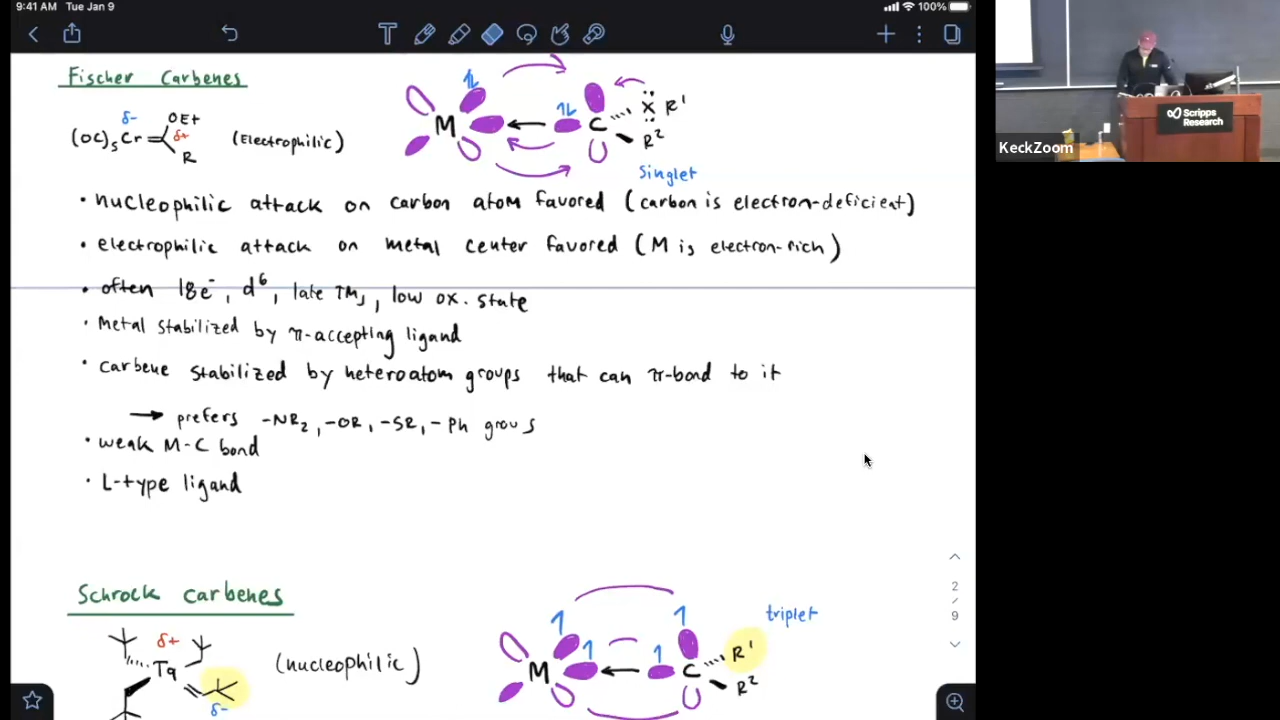 9:41 AM Tue Jan 9
100%
Fischer Carbenes
δ- OEt
(OC)5Cr δ+ (Electrophilic)
R
M C X R1
R2
Singlet
• nucleophilic attack on carbon atom favored (carbon is electron-deficient)
• electrophilic attack on metal center favored (M is electron-rich)
• often 18e-, d6, late TMs, low ox. state
• Metal stabilized by π-accepting ligand
• carbene stabilized by heteroatom groups that can π-bond to it
→ prefers -NR2, -OR, -SR, -Ph grous
• weak M-C bond
• L-type ligand
Schrock carbenes
triplet
δ+
Ta (nucleophilic)
δ-
M C R1
R2
2
/
9
Scripps
Research
KeckZoom